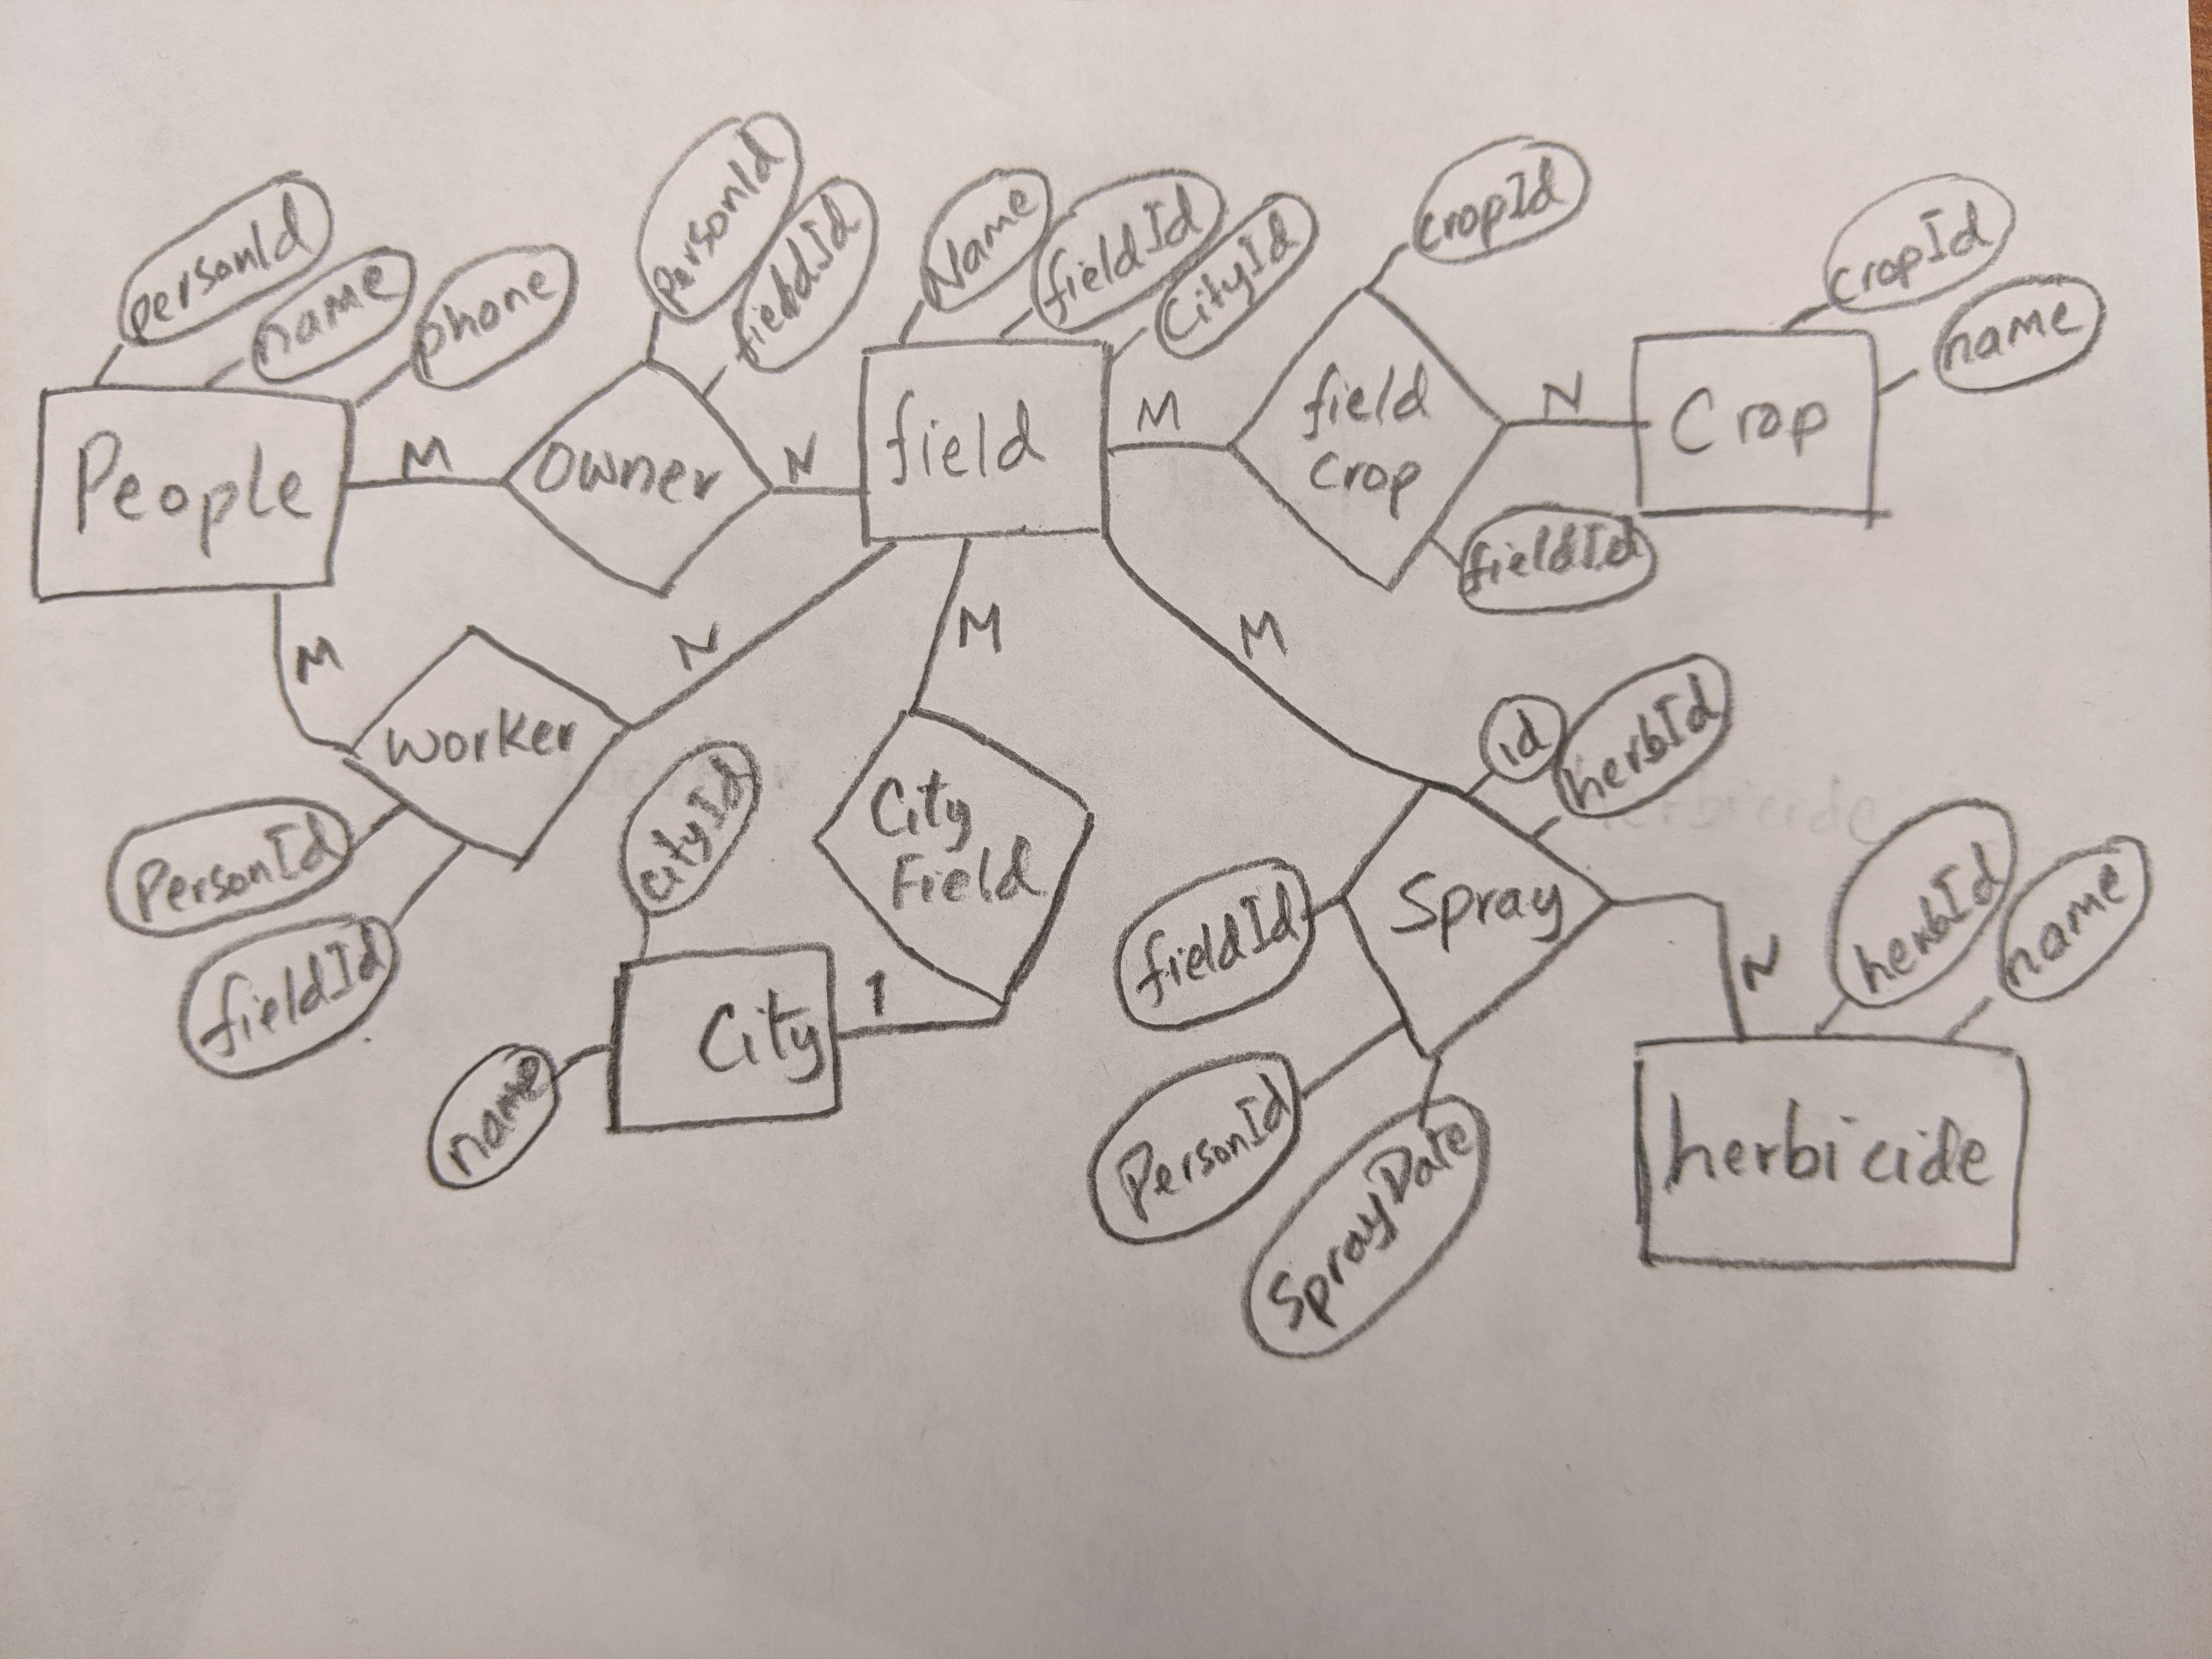 personId
name
phone
People
M
Owner
personId
fieldId
N
field
Name
fieldId
CityId
M
field
crop
cropId
fieldId
N
Crop
cropId
name
M
Worker
N
PersonId
fieldId
M
City
Field
1
City
cityId
name
M
Spray
id
herbId
fieldId
PersonId
SprayDate
N
herbicide
herbId
name